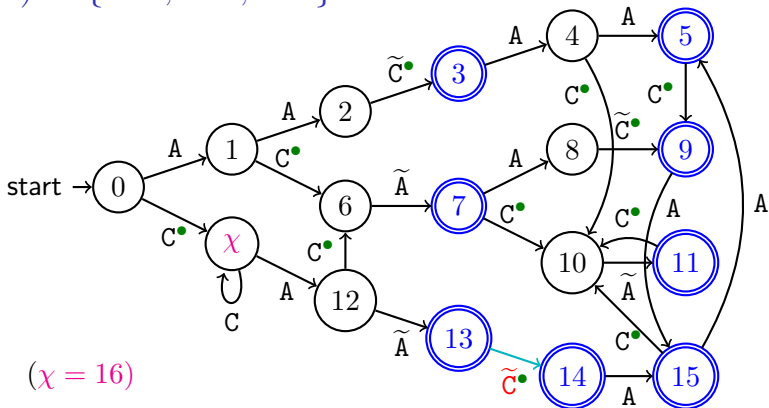 A
4
A
5
C̃•
3
A
C•
C•
2
A
1
C•
C̃•
8
9
A
A
start
0
6
Ã
7
C•
A
C•
χ
C•
C•
10
11
Ã
A
C
12
Ã
13
C•
(χ = 16)
C̃•
14
A
15